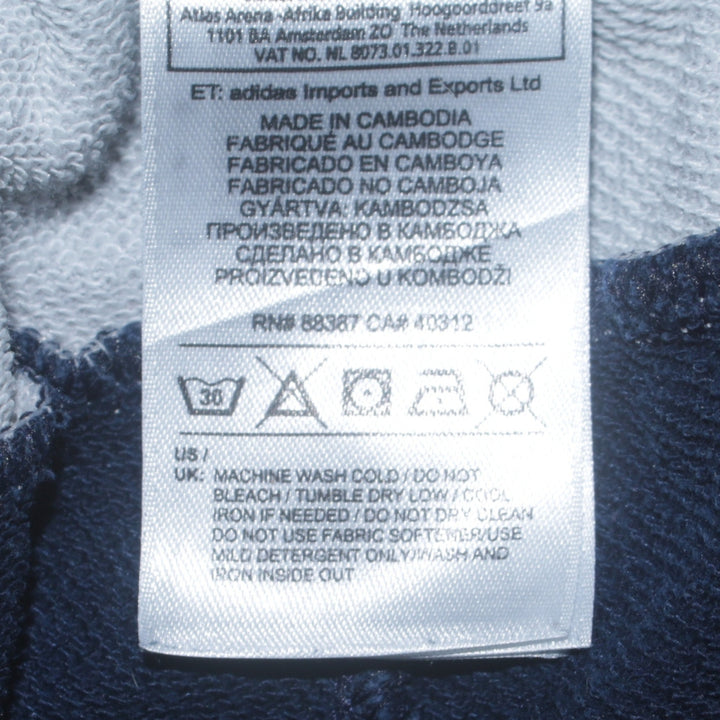 Atlas Arena -Afrika Building, Hoogoorddreef 9a
1101 BA Amsterdam ZO The Netherlands
VAT NO. NL 8073.01.322.B.01
ET: adidas Imports and Exports Ltd
MADE IN CAMBODIA
FABRIQUÉ AU CAMBODGE
FABRICADO EN CAMBOYA
FABRICADO NO CAMBOJA
GYÁRTVA: KAMBODZSA
ПРОИЗВЕДЕНО В КАМБОДЖА
СДЕЛАНО В КАМБОДЖЕ
PROIZVEDENO U KOMBODŽI
RN# 88387 CA# 40312
30
US /
UK: MACHINE WASH COLD / DO NOT
BLEACH / TUMBLE DRY LOW / COOL
IRON IF NEEDED / DO NOT DRY CLEAN
DO NOT USE FABRIC SOFTENER/USE
MILD DETERGENT ONLY/WASH AND
IRON INSIDE OUT